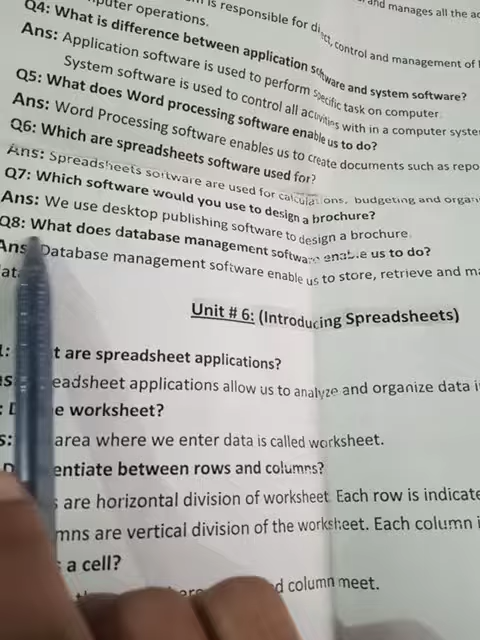 is responsible for direct, control and management of
and manages all the
computer operations.
Q4: What is difference between application software and system software?
Ans: Application software is used to perform specific task on computer
System software is used to control all activities with in a computer syste
Q5: What does Word processing software enable us to do?
Ans: Word Processing software enables us to create documents such as repo
Q6: Which are spreadsheets software used for?
Ans: Spreadsheets software are used for calculations, budgeting and organ
Q7: Which software would you use to design a brochure?
Ans: We use desktop publishing software to design a brochure.
Q8: What does database management software enable us to do?
Ans Database management software enable us to store, retrieve and ma
dat
Unit # 6: (Introducing Spreadsheets)
t are spreadsheet applications?
eadsheet applications allow us to analyze and organize data i
e worksheet?
area where we enter data is called worksheet.
entiate between rows and columns?
s are horizontal division of worksheet. Each row is indicate
mns are vertical division of the worksheet. Each column i
a cell?
d column meet.